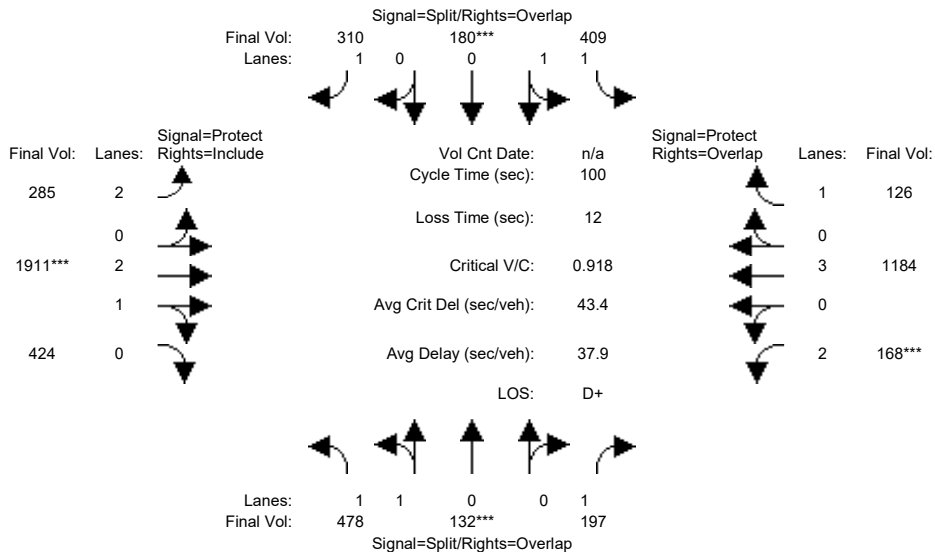 Signal=Split/Rights=Overlap
Final Vol: 310 180*** 409
Lanes: 1 0 0 1 1
Signal=Protect
Final Vol: Lanes: Rights=Include
Vol Cnt Date: n/a
Signal=Protect
Rights=Overlap Lanes: Final Vol:
Cycle Time (sec): 100
285 2
1 126
Loss Time (sec): 12
0
0
1911*** 2
Critical V/C: 0.918
3 1184
1
Avg Crit Del (sec/veh): 43.4
0
424 0
Avg Delay (sec/veh): 37.9
2 168***
LOS: D+
Lanes: 1 1 0 0 1
Final Vol: 478 132*** 197
Signal=Split/Rights=Overlap